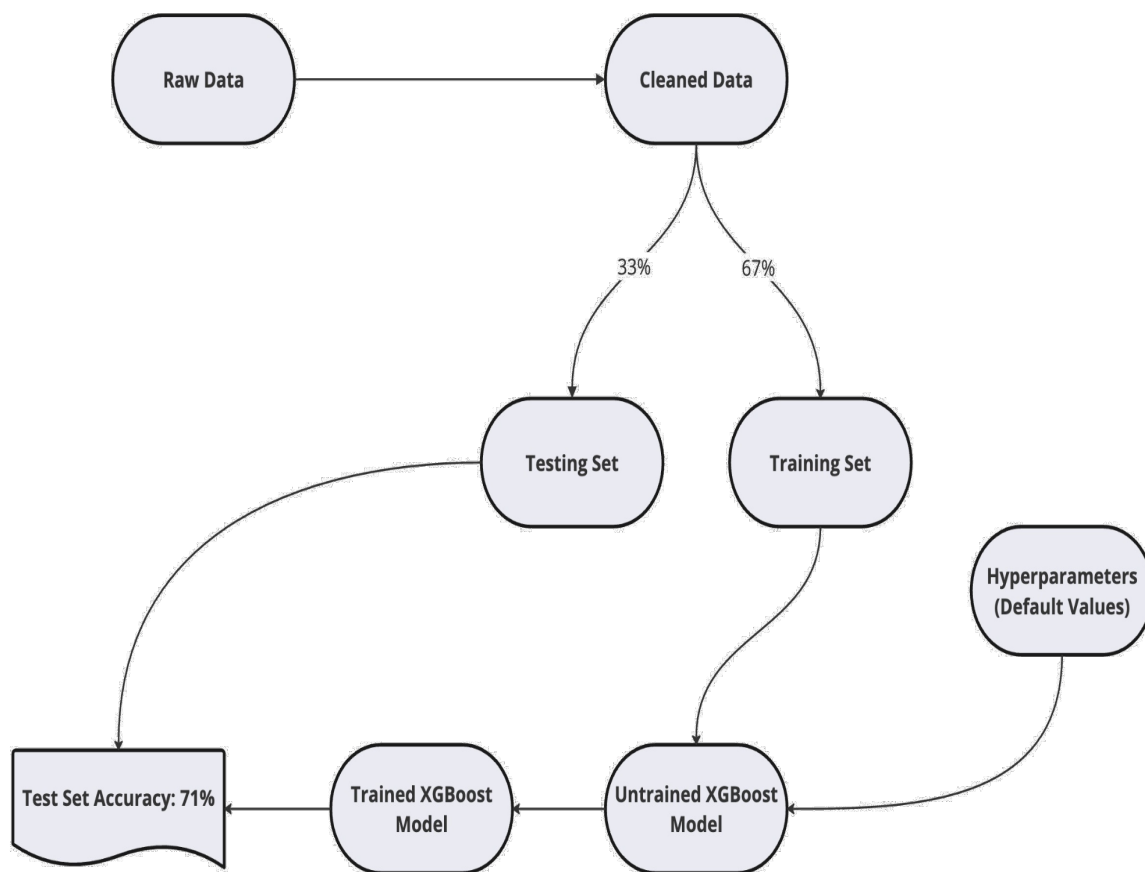 Raw Data
Cleaned Data
33%
67%
Testing Set
Training Set
Hyperparameters
(Default Values)
Test Set Accuracy: 71%
Trained XGBoost
Model
Untrained XGBoost
Model